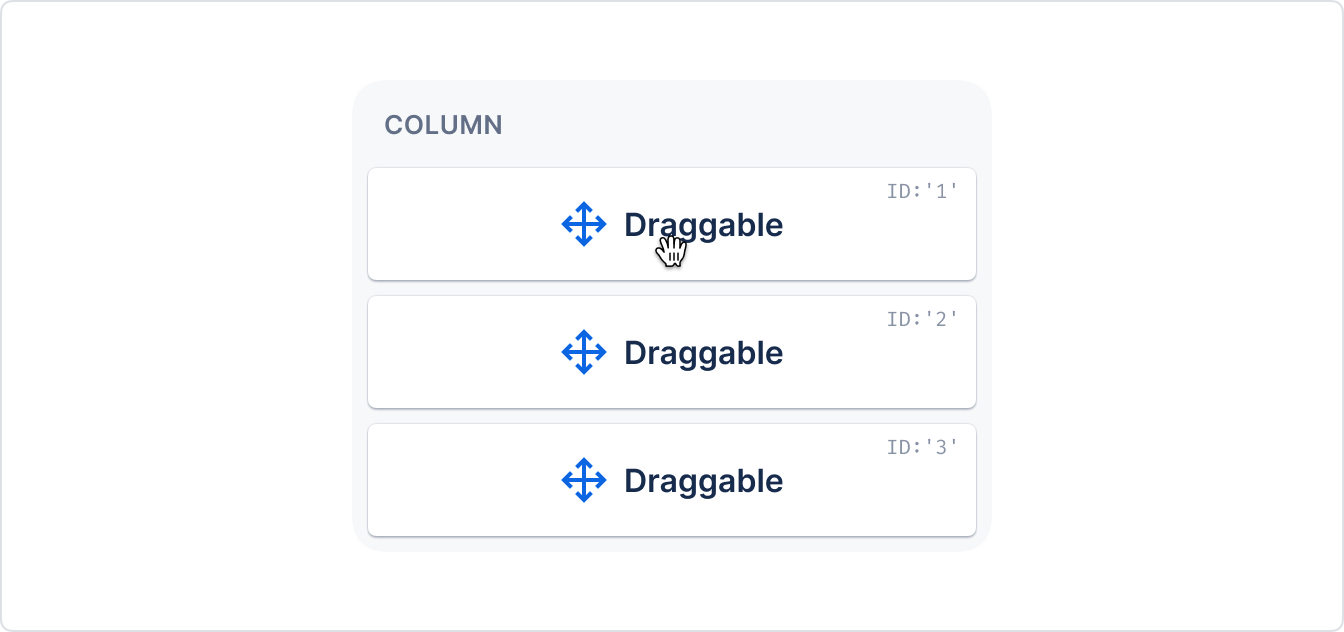 COLUMN
ID:'1'
Draggable
ID:'2'
Draggable
ID:'3'
Draggable